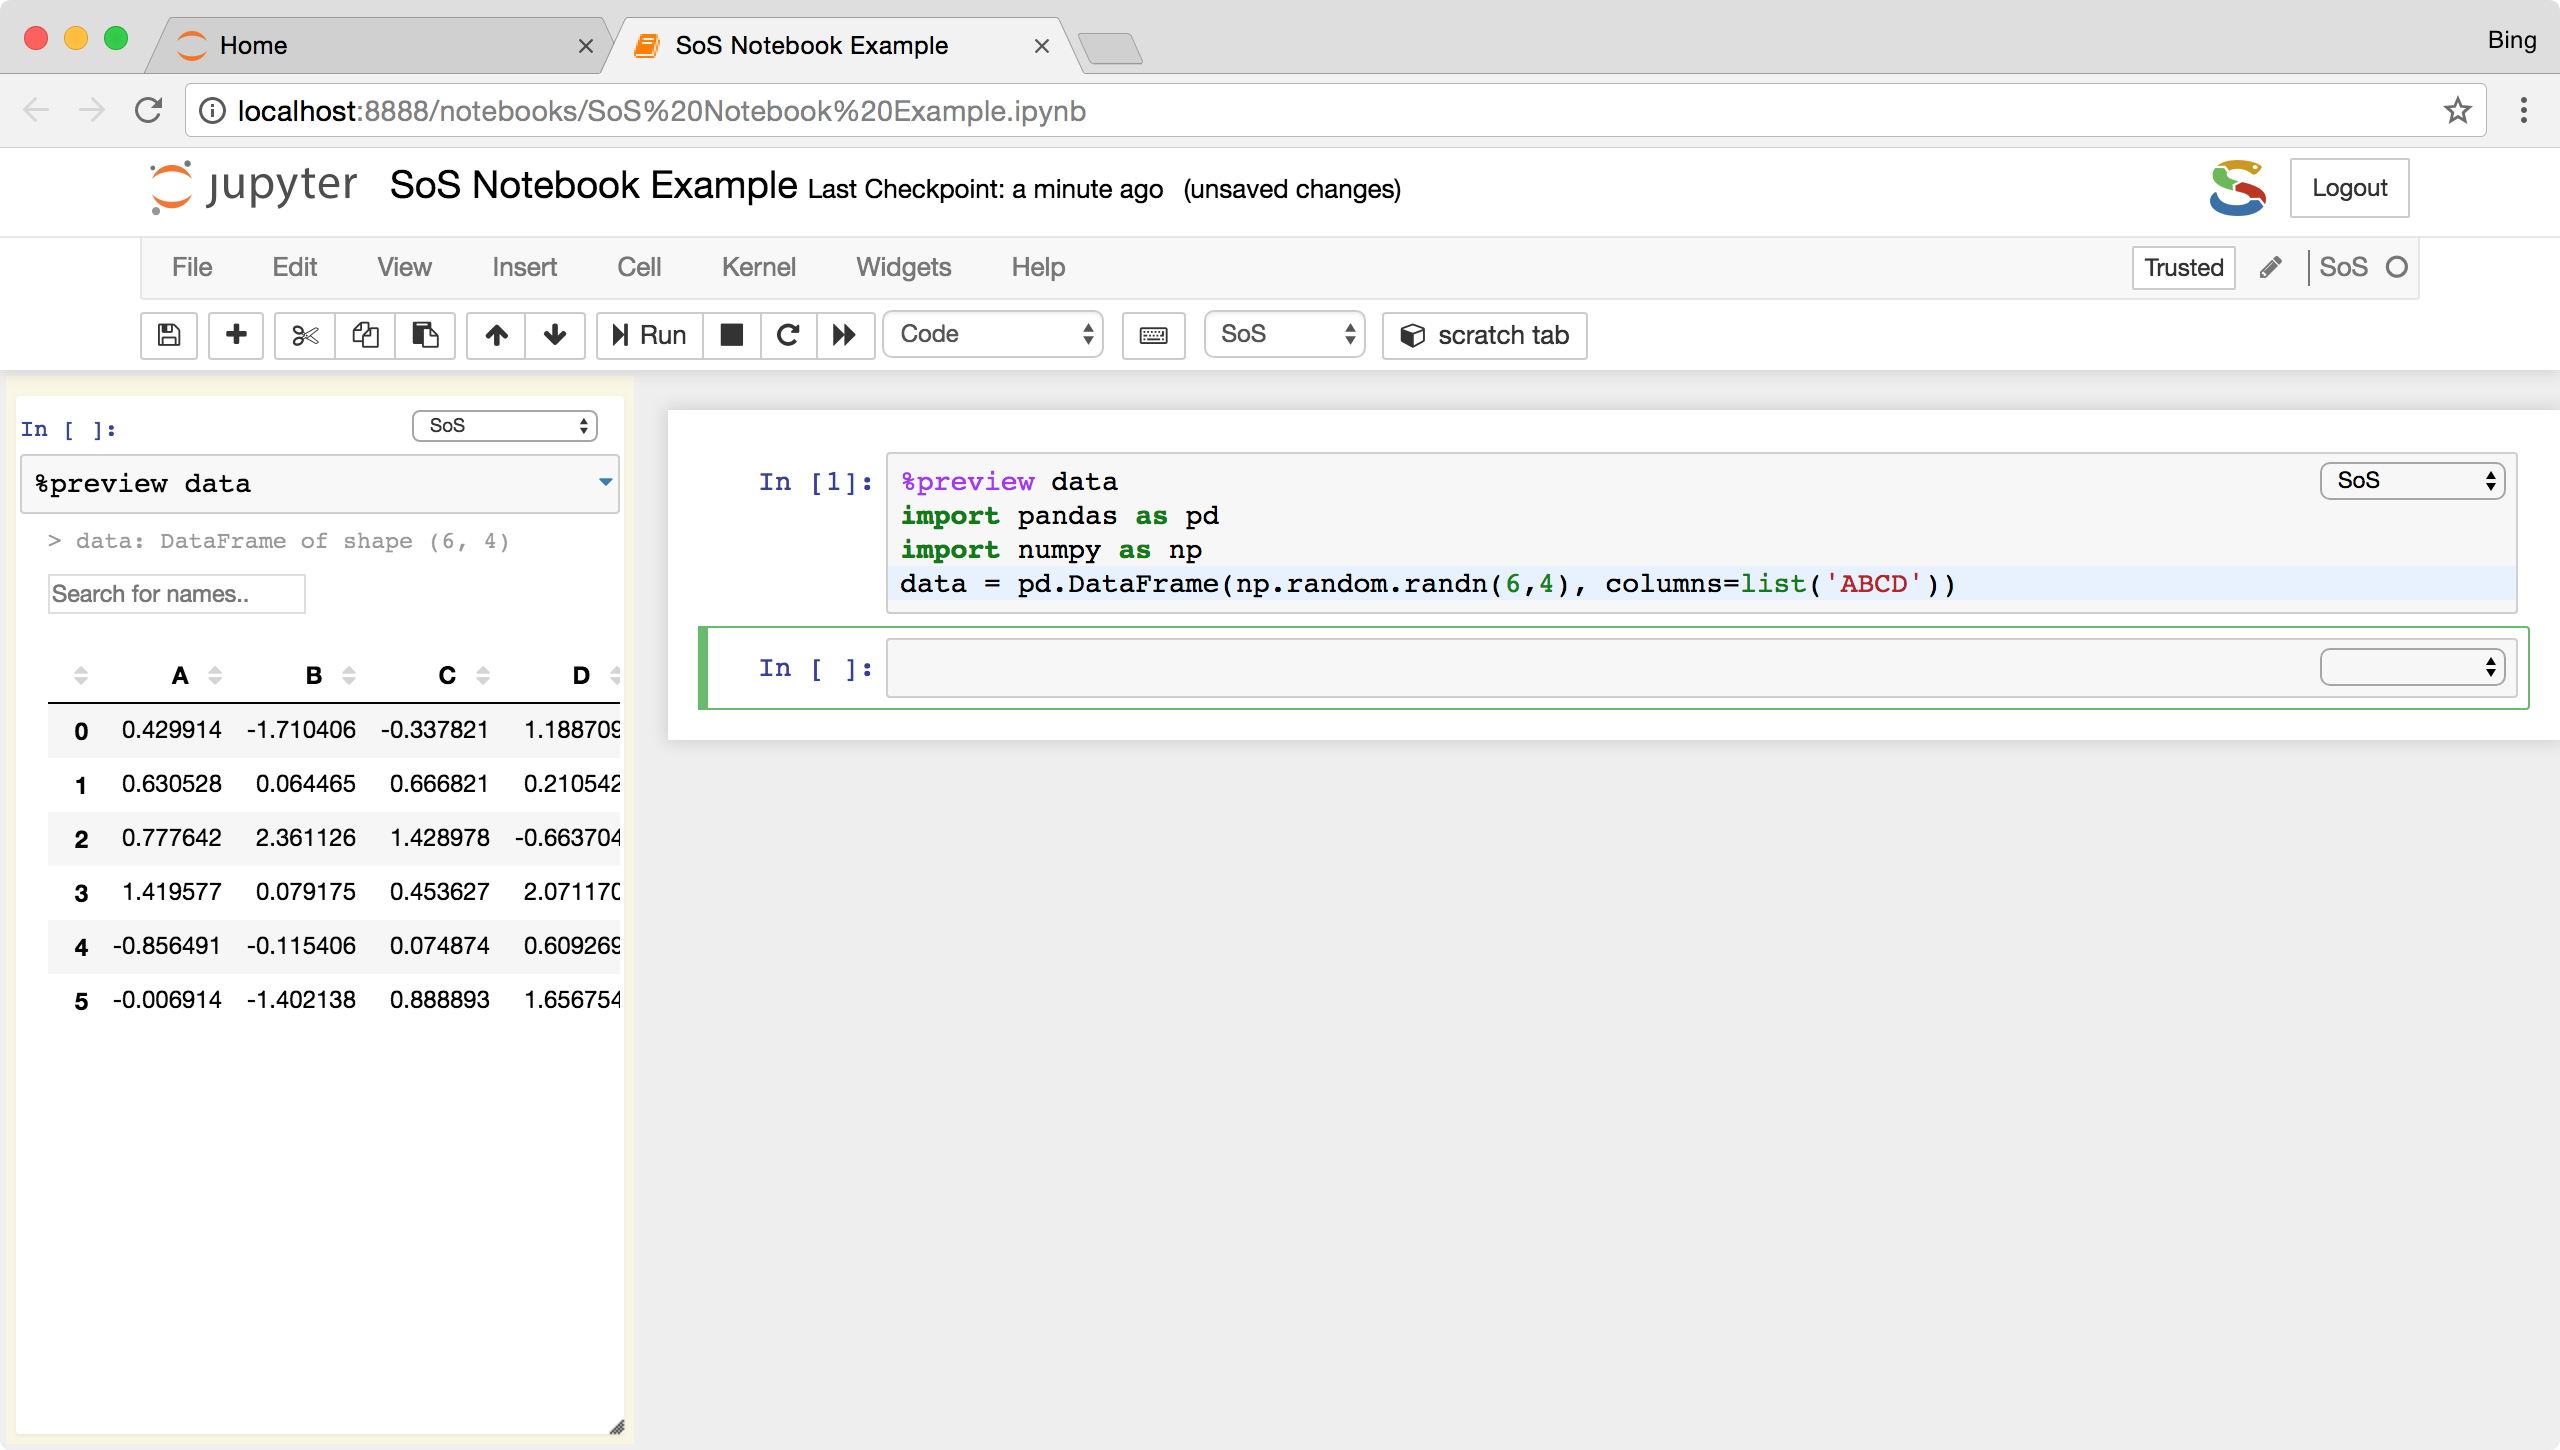 Home
SoS Notebook Example
Bing
localhost:8888/notebooks/SoS%20Notebook%20Example.ipynb
jupyter SoS Notebook Example Last Checkpoint: a minute ago (unsaved changes)
Logout
File Edit View Insert Cell Kernel Widgets Help
Trusted SoS
Run Code SoS scratch tab
In [ ]: SoS
%preview data
> data: DataFrame of shape (6, 4)
Search for names..
A B C D
0 0.429914 -1.710406 -0.337821 1.188709
1 0.630528 0.064465 0.666821 0.210542
2 0.777642 2.361126 1.428978 -0.663704
3 1.419577 0.079175 0.453627 2.071170
4 -0.856491 -0.115406 0.074874 0.609269
5 -0.006914 -1.402138 0.888893 1.656754
In [1]: %preview data
SoS
import pandas as pd
import numpy as np
data = pd.DataFrame(np.random.randn(6,4), columns=list('ABCD'))
In [ ]: